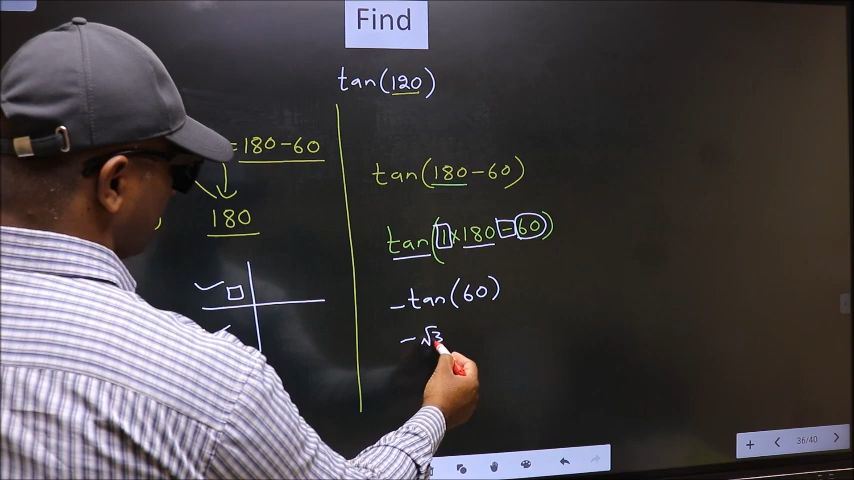 Find
tan(120)
= 180-60
180
tan(180-60)
tan(1×180-60)
-tan(60)
-√3
36/40